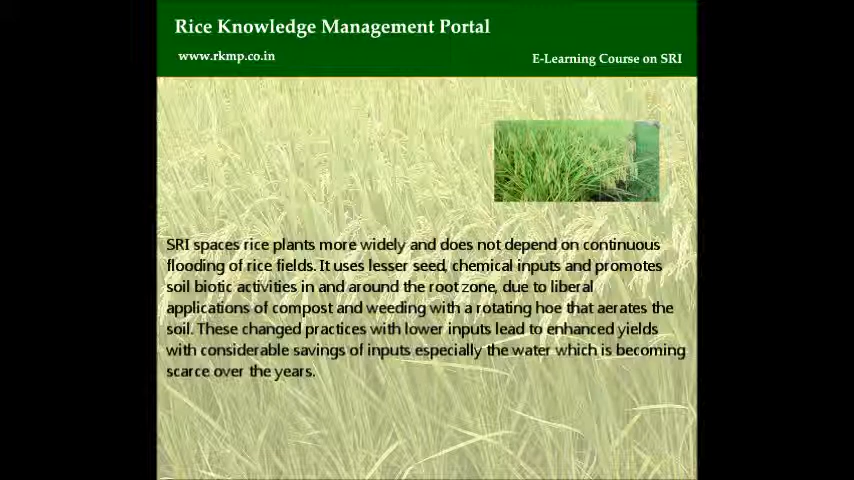 Rice Knowledge Management Portal
www.rkmp.co.in
E-Learning Course on SRI
SRI spaces rice plants more widely and does not depend on continuous
flooding of rice fields. It uses lesser seed, chemical inputs and promotes
soil biotic activities in and around the root zone, due to liberal
applications of compost and weeding with a rotating hoe that aerates the
soil. These changed practices with lower inputs lead to enhanced yields
with considerable savings of inputs especially the water which is becoming
scarce over the years.